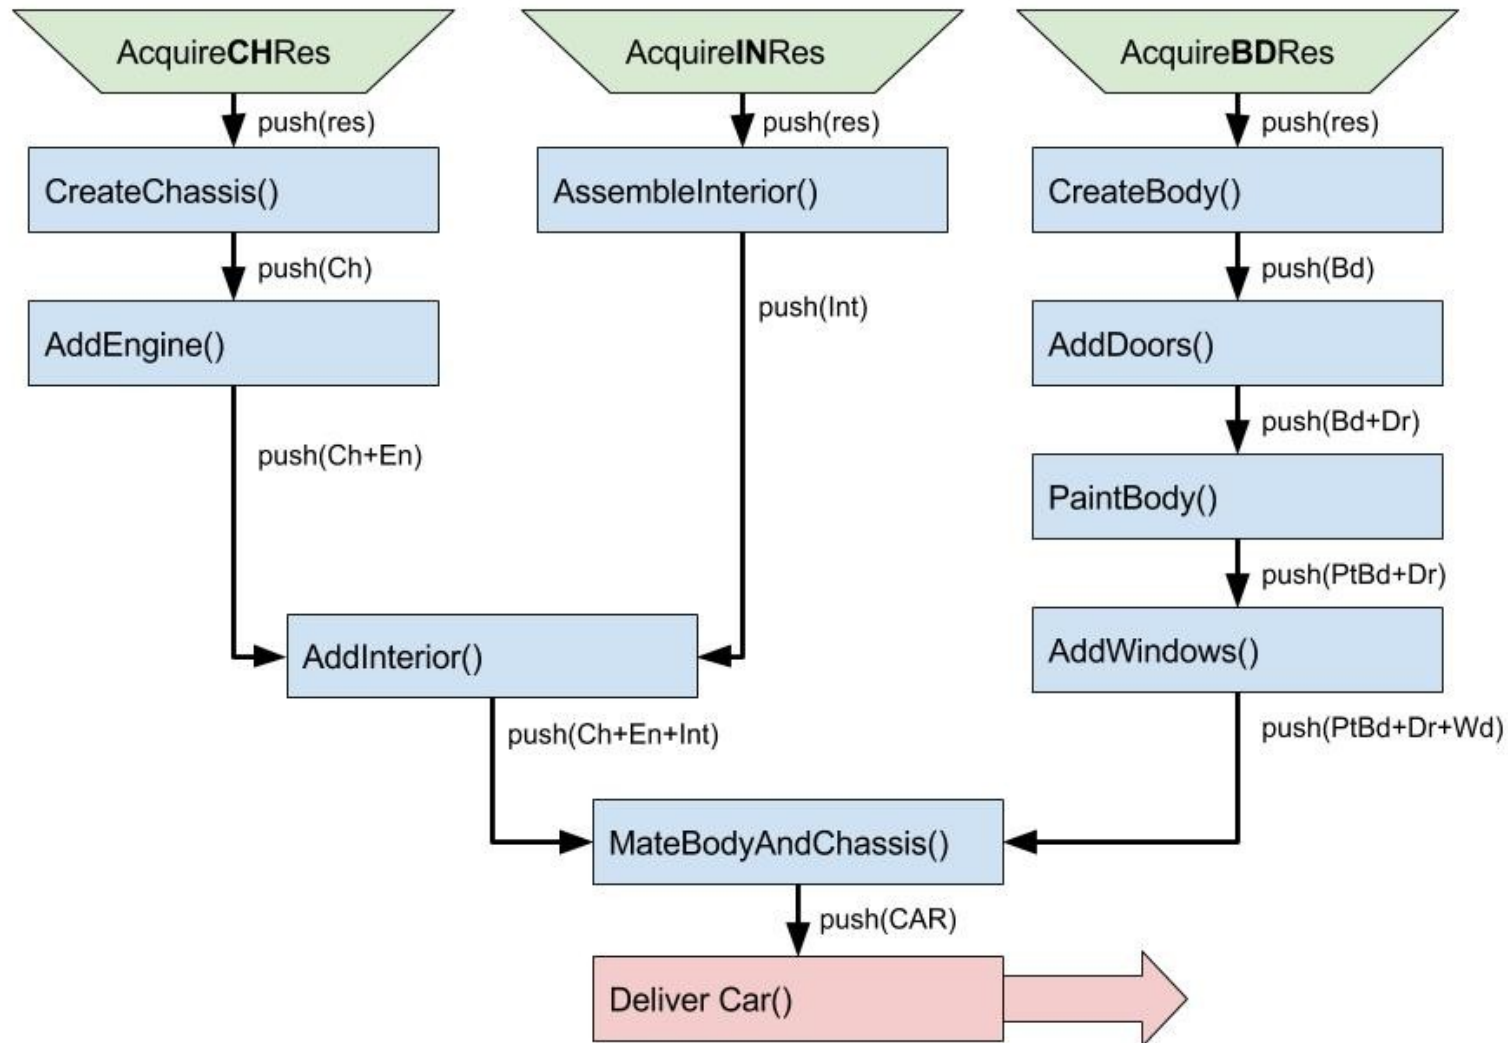 AcquireCHRes
AcquireINRes
AcquireBDRes
push(res)
push(res)
push(res)
CreateChassis()
AssembleInterior()
CreateBody()
push(Ch)
push(Bd)
push(Int)
AddEngine()
AddDoors()
push(Bd+Dr)
push(Ch+En)
PaintBody()
push(PtBd+Dr)
AddInterior()
AddWindows()
push(Ch+En+Int)
push(PtBd+Dr+Wd)
MateBodyAndChassis()
push(CAR)
Deliver Car()